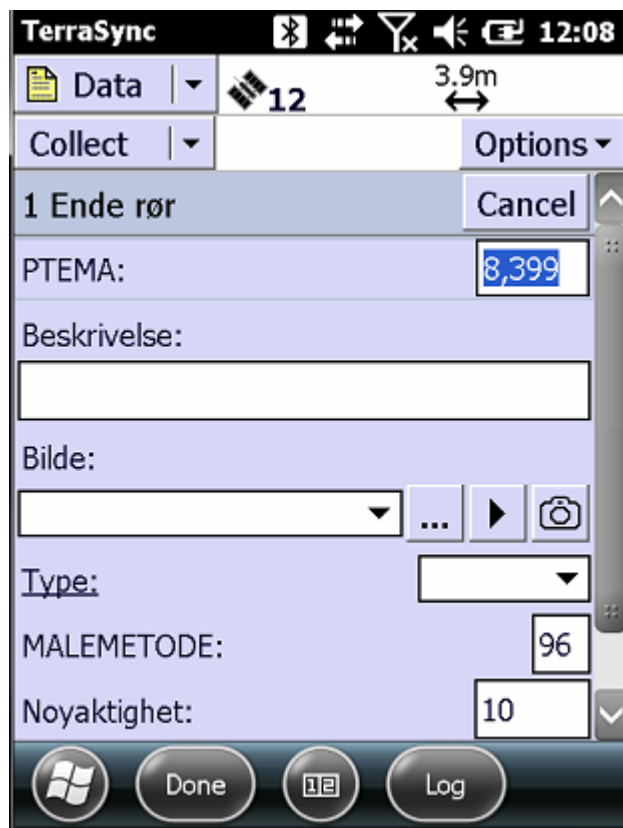 TerraSync 12:08
Data 12 3.9m
Collect Options
1 Ende rør Cancel
PTEMA: 8,399
Beskrivelse:
Bilde:
...
Type:
MALEMETODE: 96
Noyaktighet: 10
Done Log